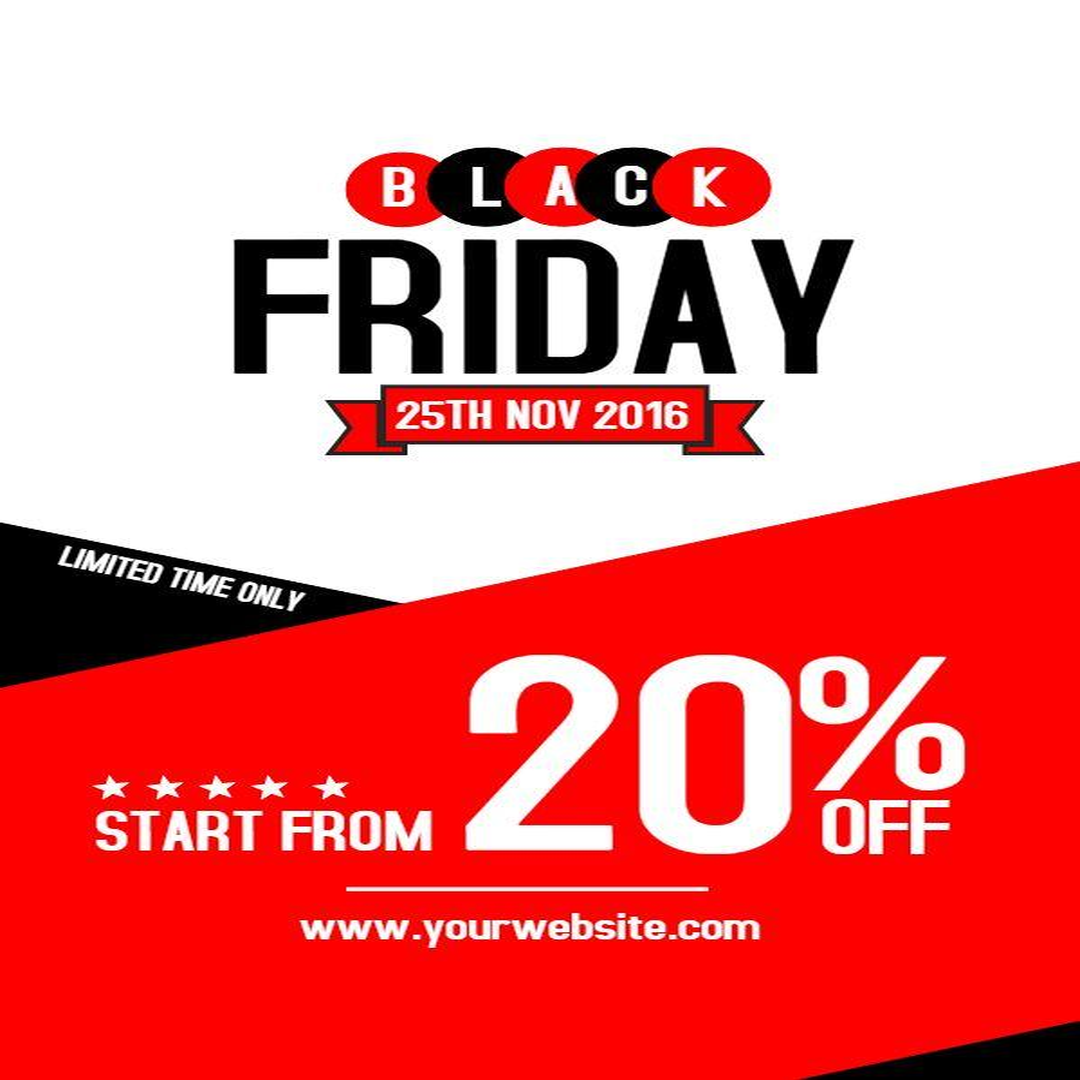 BLACK
FRIDAY
25TH NOV 2016
LIMITED TIME ONLY
20%
START FROM
OFF
www.yourwebsite.com